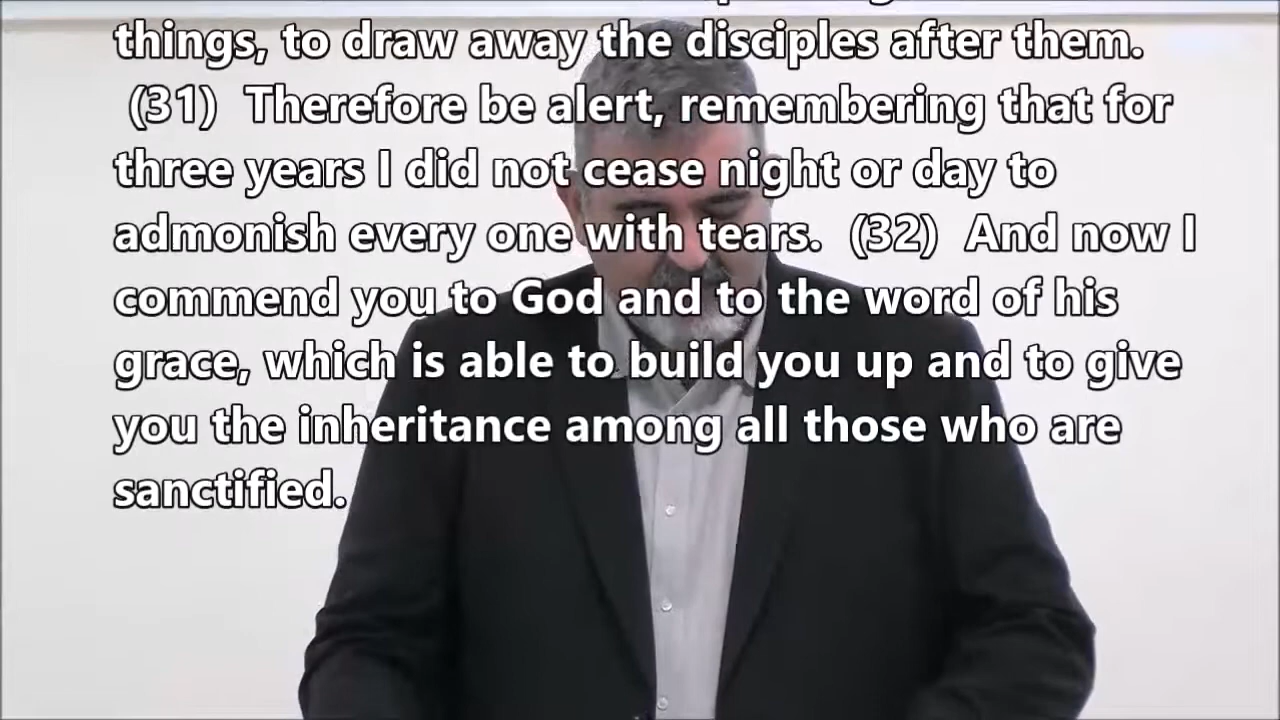 things, to draw away the disciples after them.
(31) Therefore be alert, remembering that for
three years I did not cease night or day to
admonish every one with tears. (32) And now I
commend you to God and to the word of his
grace, which is able to build you up and to give
you the inheritance among all those who are
sanctified.